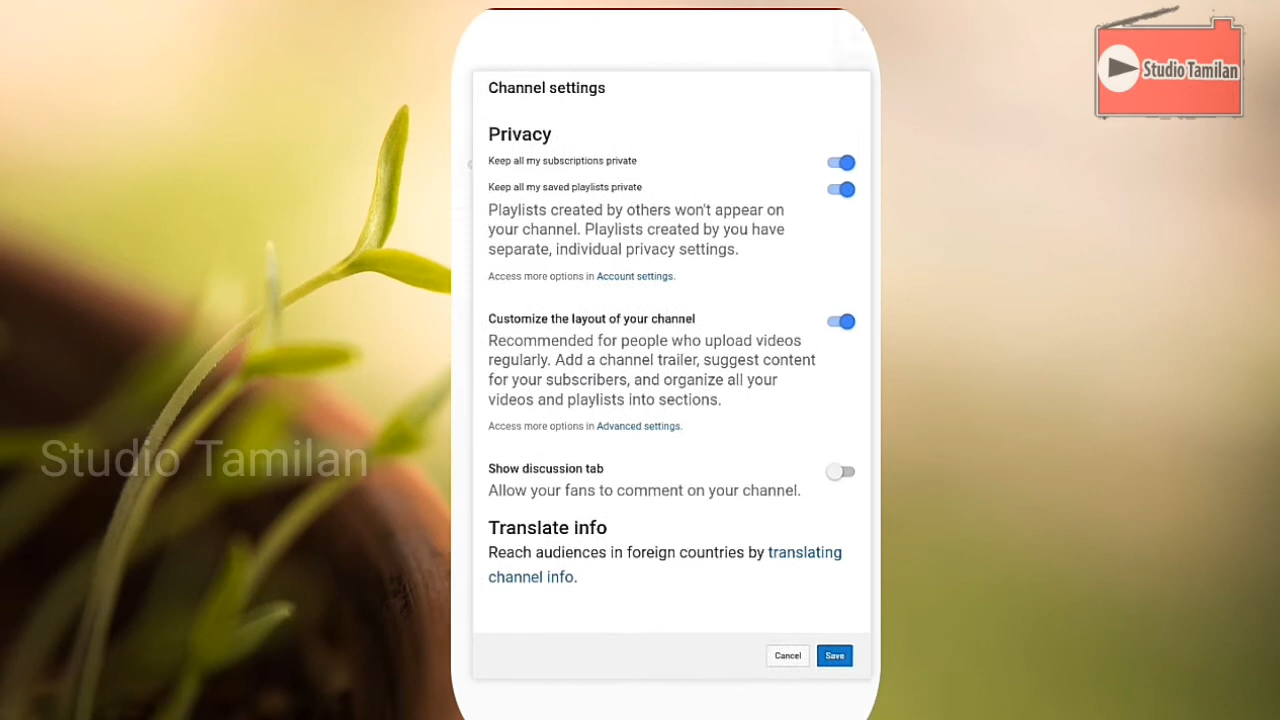 Studio Tamilan
Channel settings
Privacy
Keep all my subscriptions private
Keep all my saved playlists private
Playlists created by others won't appear on
your channel. Playlists created by you have
separate, individual privacy settings.
Access more options in Account settings.
Customize the layout of your channel
Recommended for people who upload videos
regularly. Add a channel trailer, suggest content
for your subscribers, and organize all your
videos and playlists into sections.
Access more options in Advanced settings.
Studio Tamilan
Show discussion tab
Allow your fans to comment on your channel.
Translate info
Reach audiences in foreign countries by translating
channel info.
Cancel Save